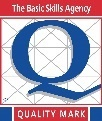 The Basic Skills Agency
Q
QUALITY MARK